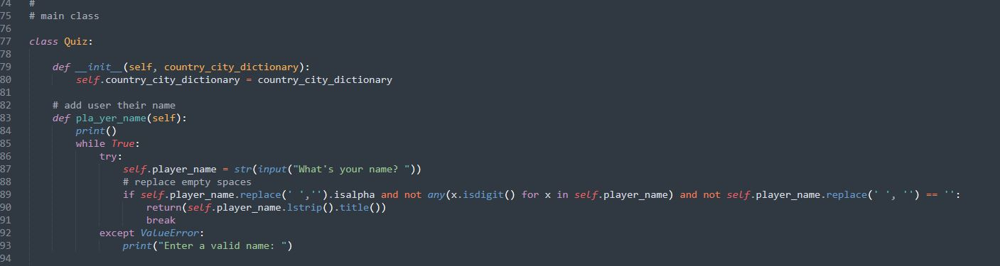 74 #
75 # main class
76
77 class Quiz:
78
79     def __init__(self, country_city_dictionary):
80         self.country_city_dictionary = country_city_dictionary
81
82     # add user their name
83     def pla_yer_name(self):
84         print()
85         while True:
86             try:
87                 self.player_name = str(input("What's your name? "))
88                 # replace empty spaces
89                 if self.player_name.replace(' ','').isalpha and not any(x.isdigit() for x in self.player_name) and not self.player_name.replace(' ', '') == '':
90                     return(self.player_name.lstrip().title())
91                     break
92             except ValueError:
93                 print("Enter a valid name: ")
94